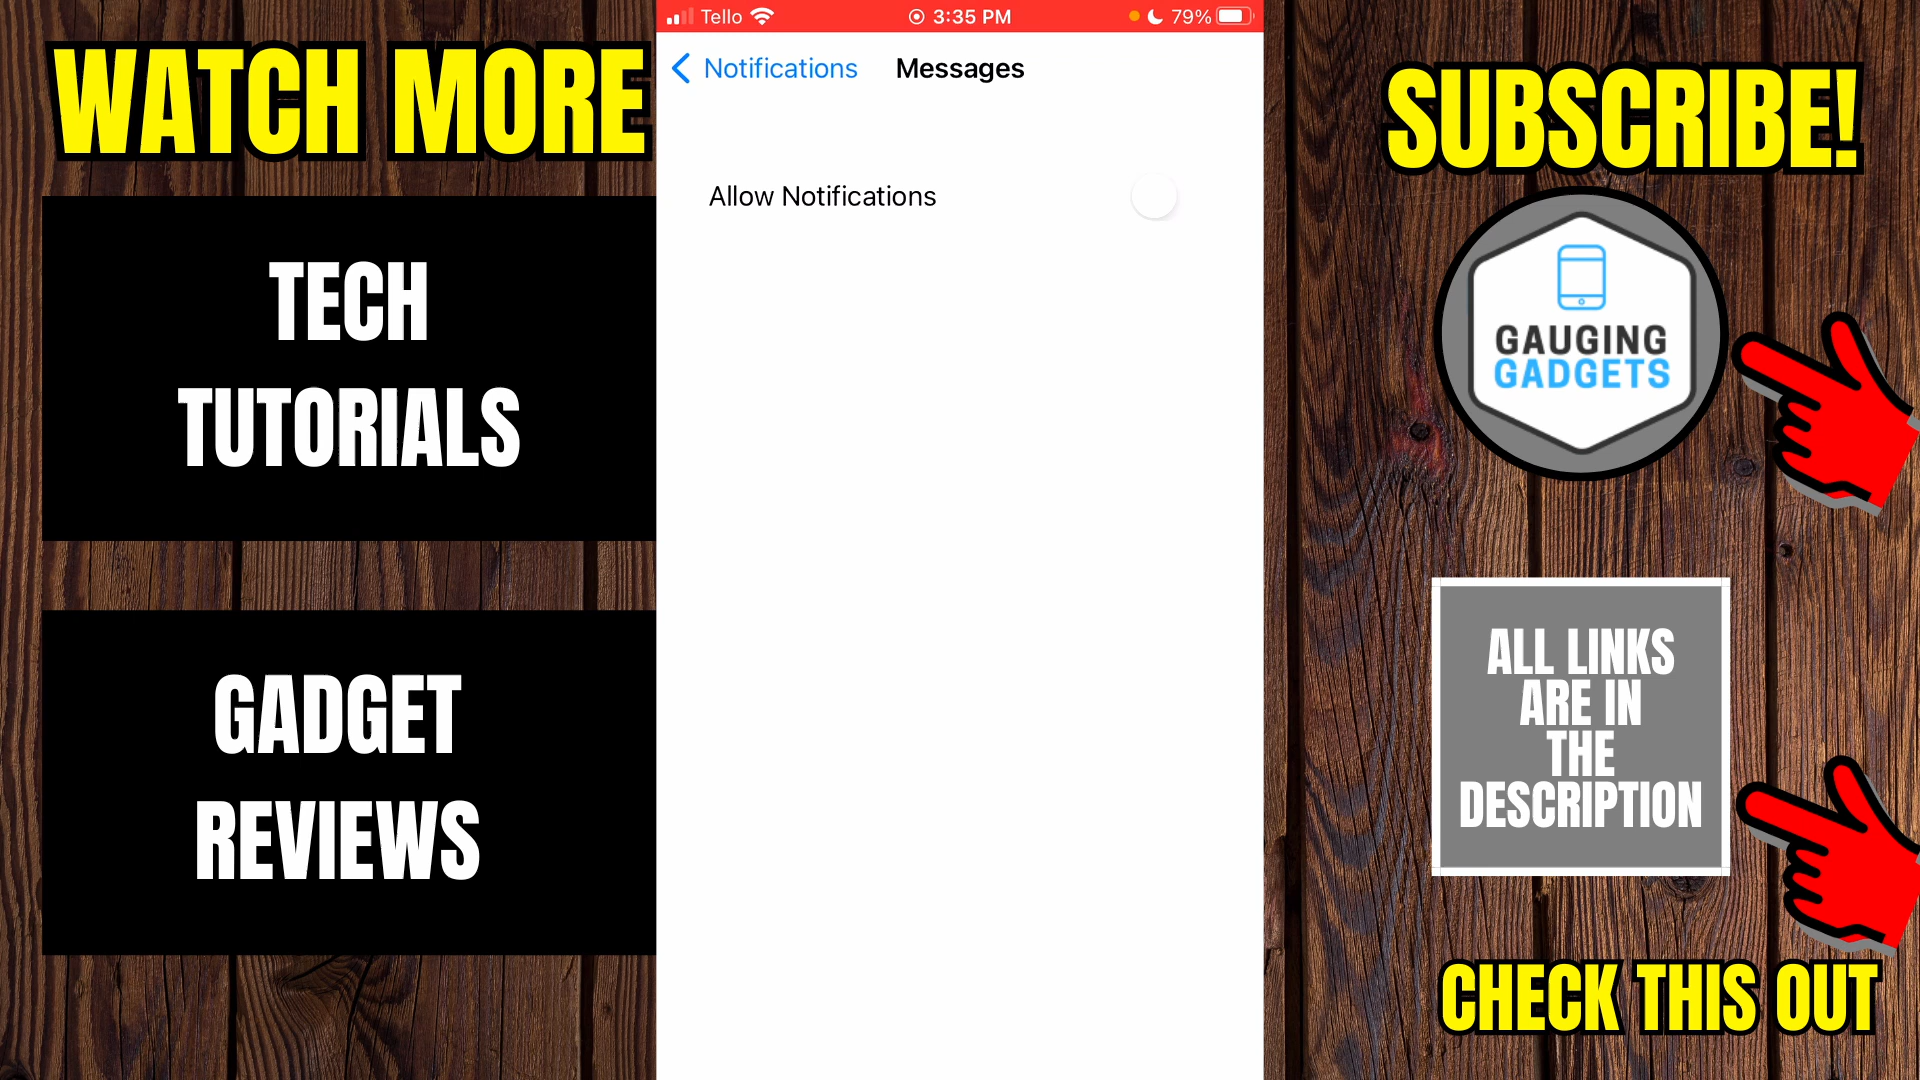 WATCH MORE
TECH
TUTORIALS
GADGET
REVIEWS
Tello 3:35 PM 79%
Notifications Messages
Allow Notifications
SUBSCRIBE!
GAUGING
GADGETS
ALL LINKS
ARE IN
THE
DESCRIPTION
CHECK THIS OUT